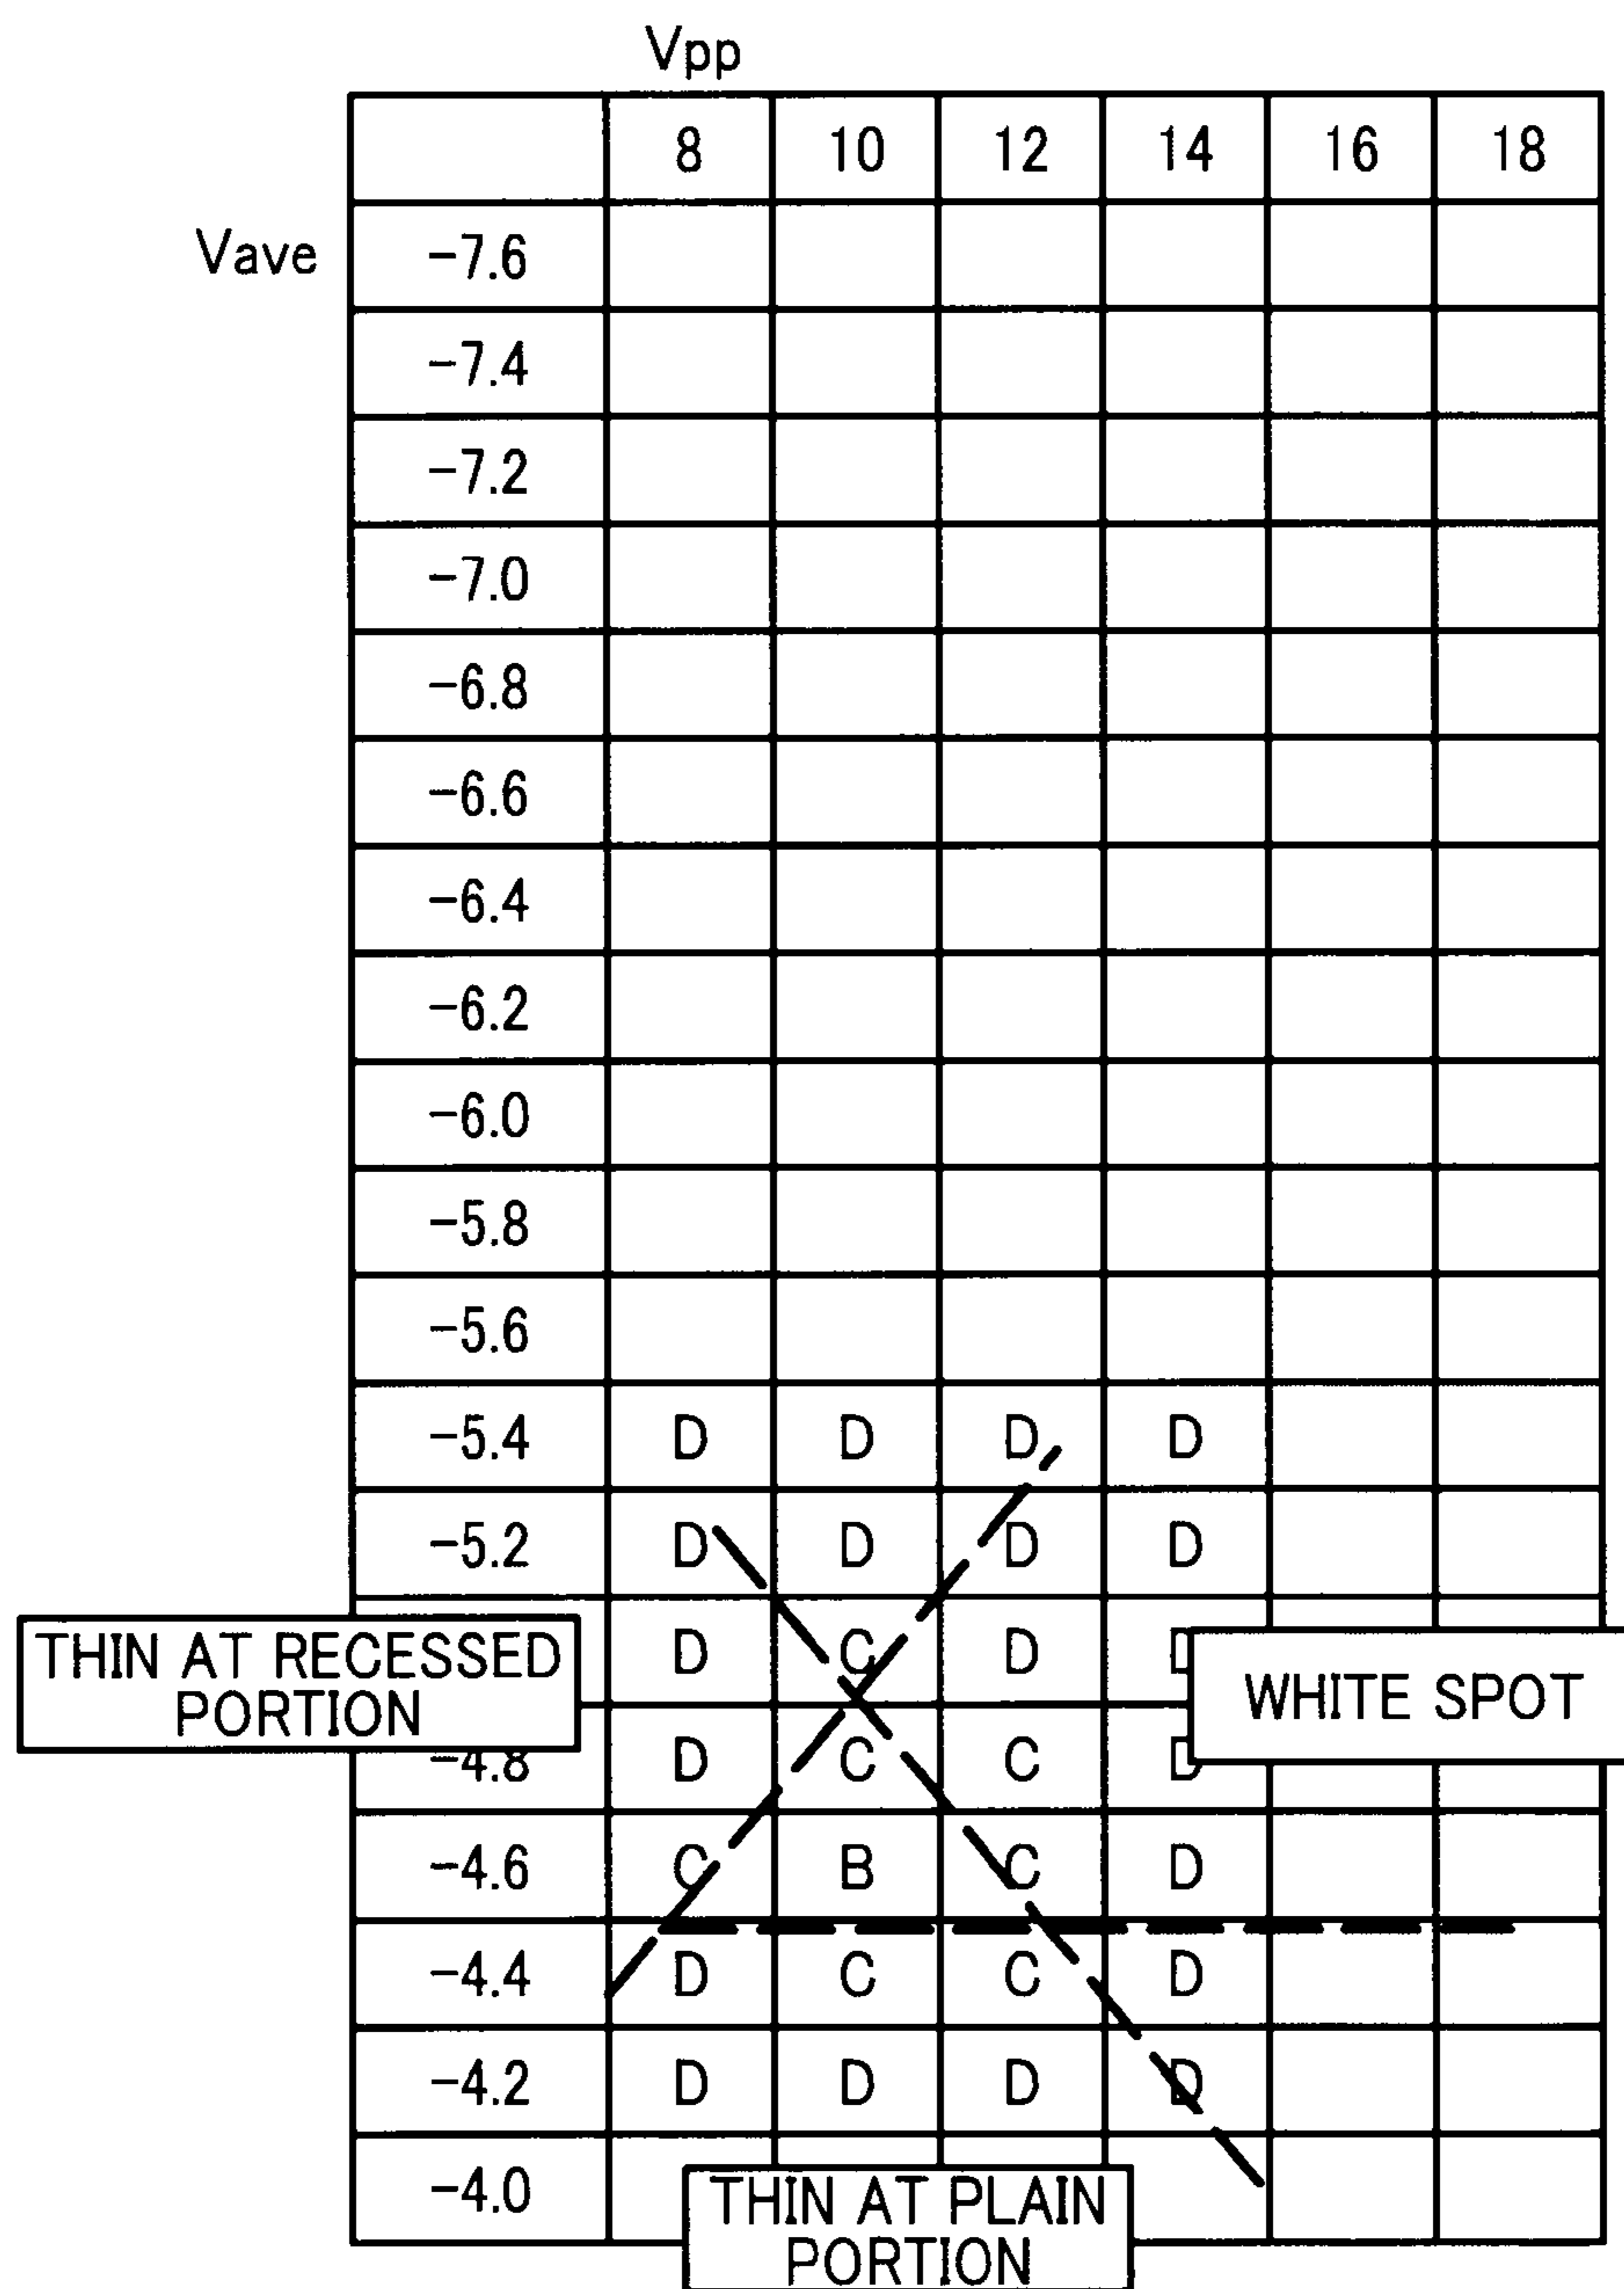 Vpp
8 10 12 14 16 18
Vave -7.6
-7.4
-7.2
-7.0
-6.8
-6.6
-6.4
-6.2
-6.0
-5.8
-5.6
-5.4 D D D D
-5.2 D D D D
D C D D
THIN AT RECESSED
PORTION
WHITE SPOT
-4.8 D C C D
-4.6 C B C D
-4.4 D C C D
-4.2 D D D D
-4.0
THIN AT PLAIN
PORTION